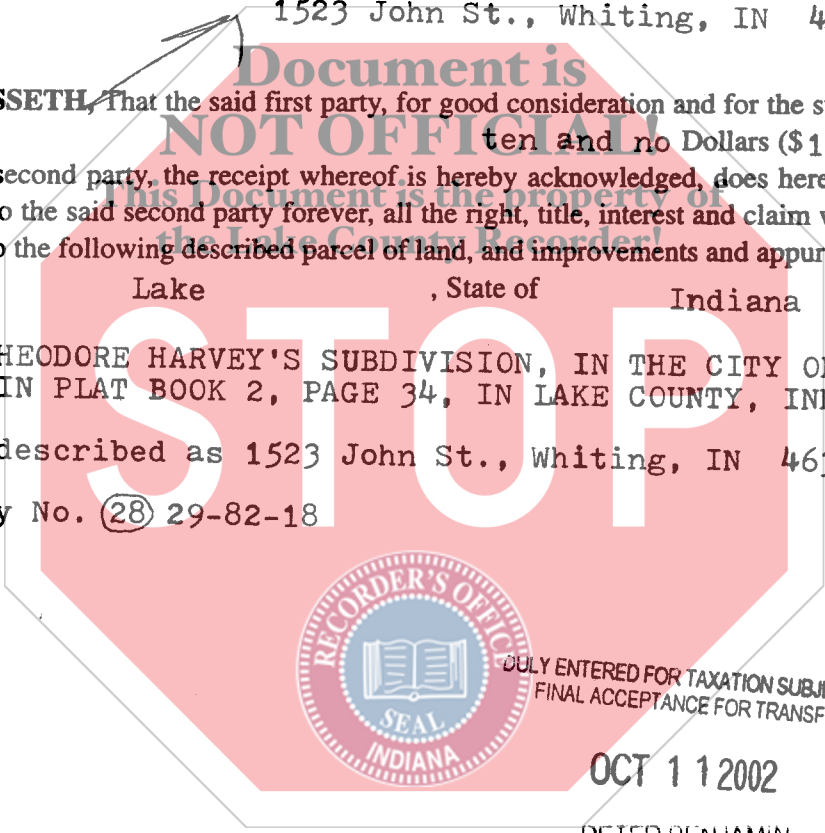 1523 John St., Whiting, IN 4
Document is
SSETH, That the said first party, for good consideration and for the s
NOT OFFICIAL!
ten and no Dollars ($1
second party, the receipt whereof is hereby acknowledged, does here
This Document is the property of
o the said second party forever, all the right, title, interest and claim
the Lake County Recorder!
the following described parcel of land, and improvements and appur
Lake , State of Indiana
HEODORE HARVEY'S SUBDIVISION, IN THE CITY O
IN PLAT BOOK 2, PAGE 34, IN LAKE COUNTY, IN
STOP
described as 1523 John St., Whiting, IN 46
y No. 28 29-82-18
RECORDER'S OFFICE
SEAL
INDIANA
DULY ENTERED FOR TAXATION SUBJE
FINAL ACCEPTANCE FOR TRANSF
OCT 11 2002